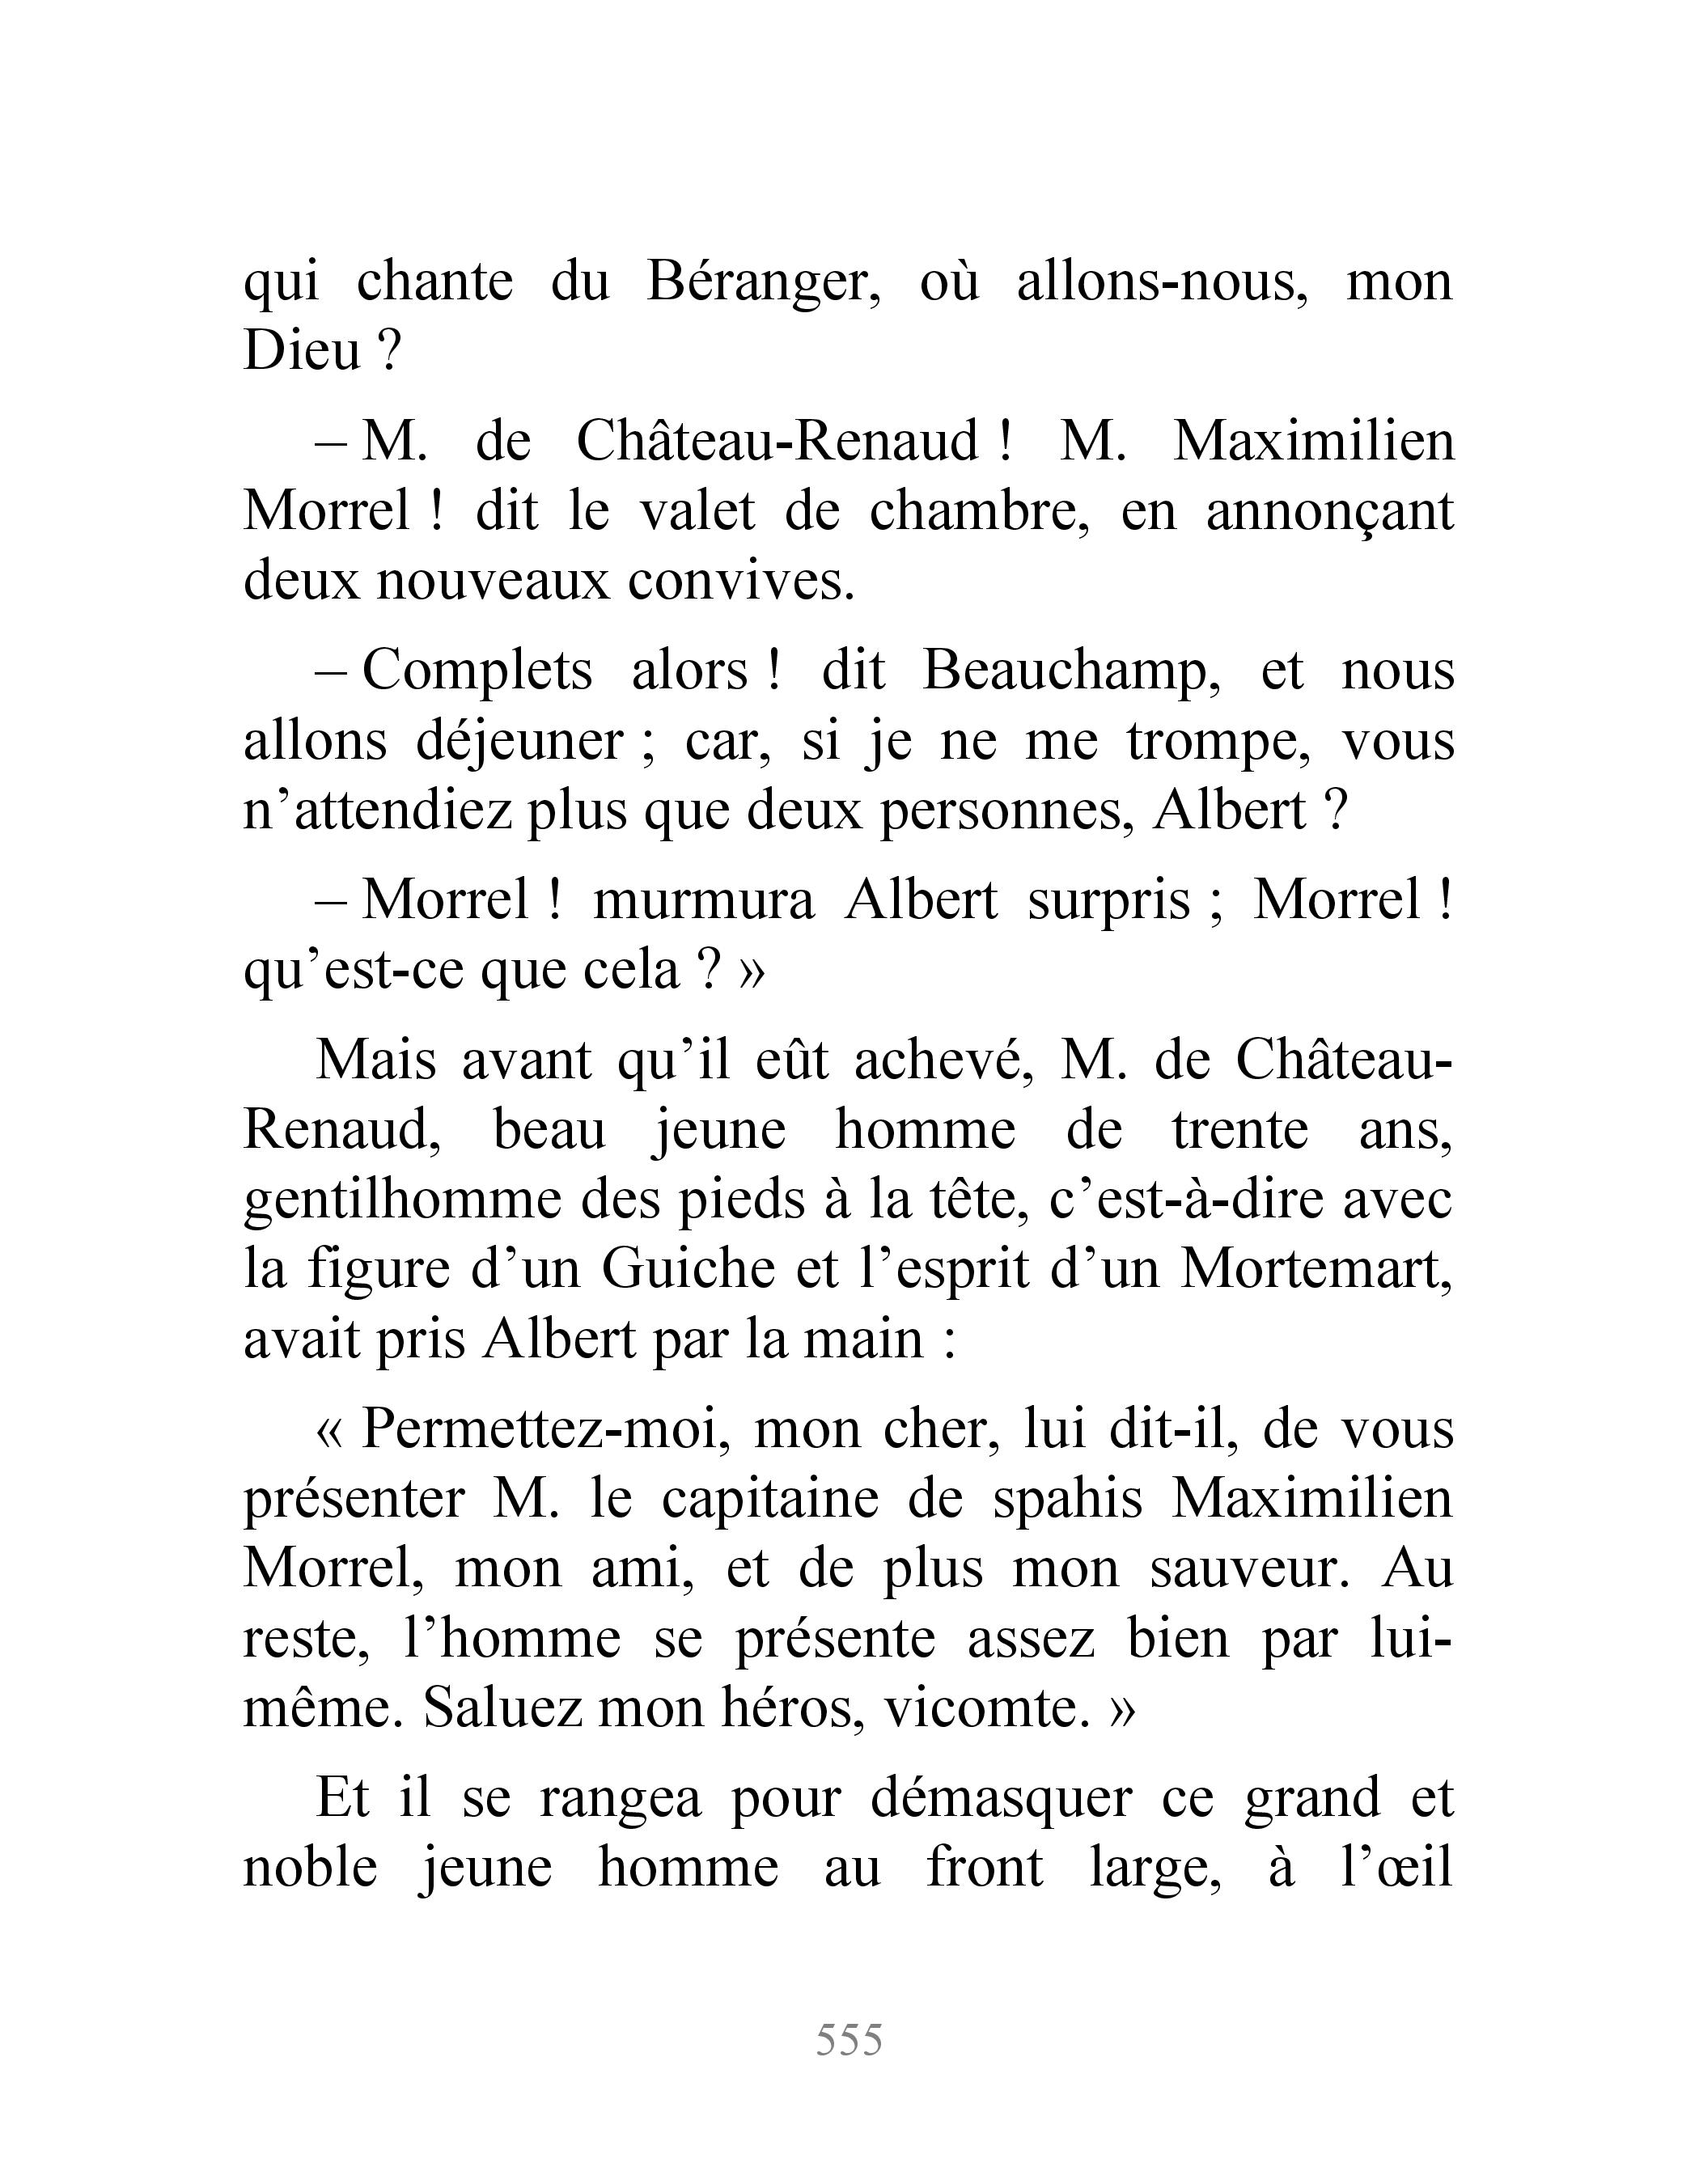 qui chante du Béranger, où allons-nous, mon
Dieu ?
– M. de Château-Renaud ! M. Maximilien
Morrel ! dit le valet de chambre, en annonçant
deux nouveaux convives.
– Complets alors ! dit Beauchamp, et nous
allons déjeuner ; car, si je ne me trompe, vous
n’attendiez plus que deux personnes, Albert ?
– Morrel ! murmura Albert surpris ; Morrel !
qu’est-ce que cela ? »
Mais avant qu’il eût achevé, M. de Château-
Renaud, beau jeune homme de trente ans,
gentilhomme des pieds à la tête, c’est-à-dire avec
la figure d’un Guiche et l’esprit d’un Mortemart,
avait pris Albert par la main :
« Permettez-moi, mon cher, lui dit-il, de vous
présenter M. le capitaine de spahis Maximilien
Morrel, mon ami, et de plus mon sauveur. Au
reste, l’homme se présente assez bien par lui-
même. Saluez mon héros, vicomte. »
Et il se rangea pour démasquer ce grand et
noble jeune homme au front large, à l’œil
555